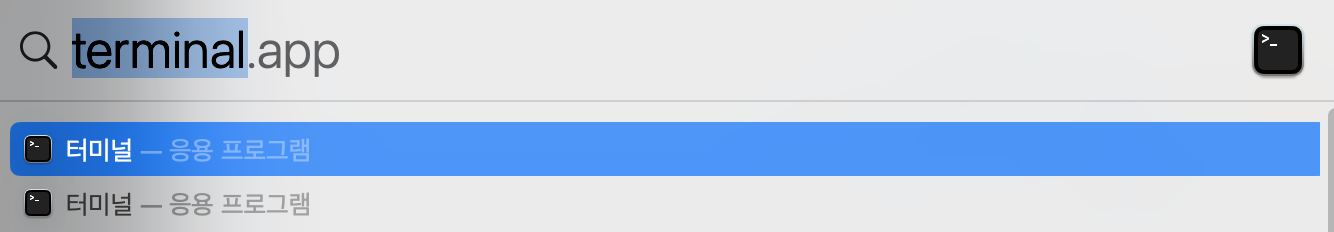 terminal.app
터미널 — 응용 프로그램
터미널 — 응용 프로그램